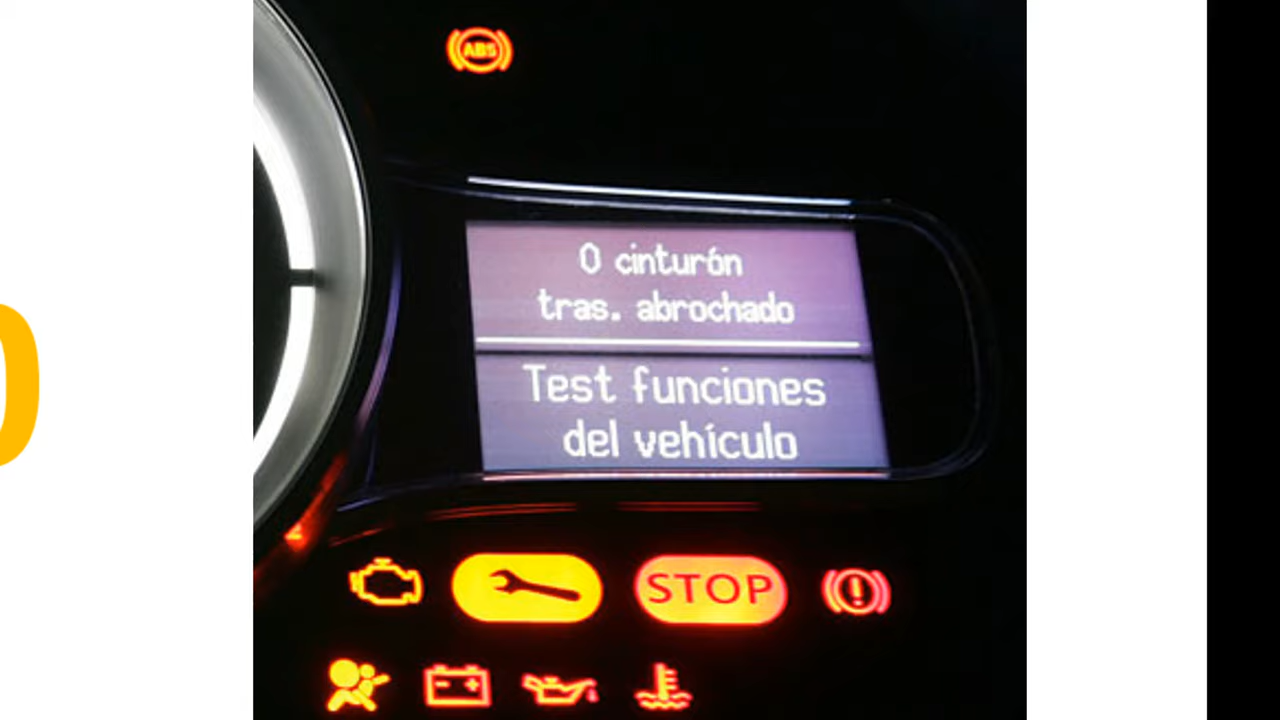 ABS
0 cinturón
tras. abrochado
Test funciones
del vehículo
STOP